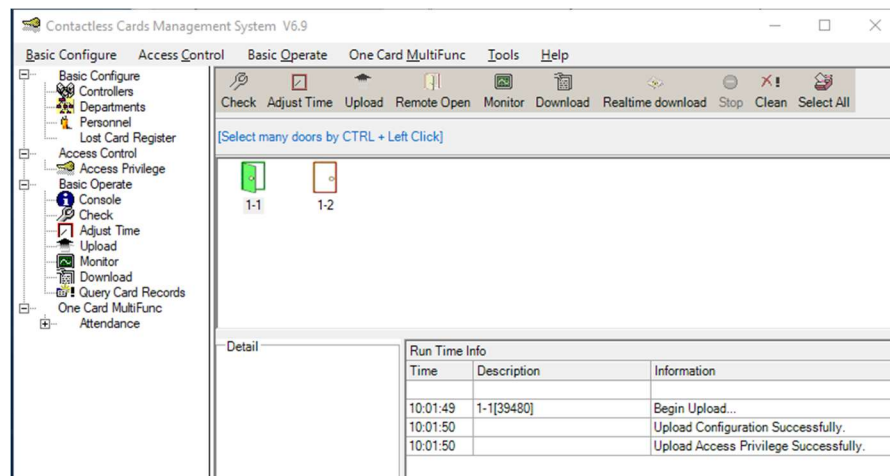 Contactless Cards Management System V6.9
Basic Configure Access Control Basic Operate One Card MultiFunc Tools Help
Basic Configure
Controllers
Departments
Personnel
Lost Card Register
Access Control
Access Privilege
Basic Operate
Console
Check
Adjust Time
Upload
Monitor
Download
Query Card Records
One Card MultiFunc
Attendance
Check Adjust Time Upload Remote Open Monitor Download Realtime download Stop Clean Select All
[Select many doors by CTRL + Left Click]
1-1 1-2
Detail
Run Time Info
Time Description Information
10:01:49 1-1[39480] Begin Upload...
10:01:50 Upload Configuration Successfully.
10:01:50 Upload Access Privilege Successfully.